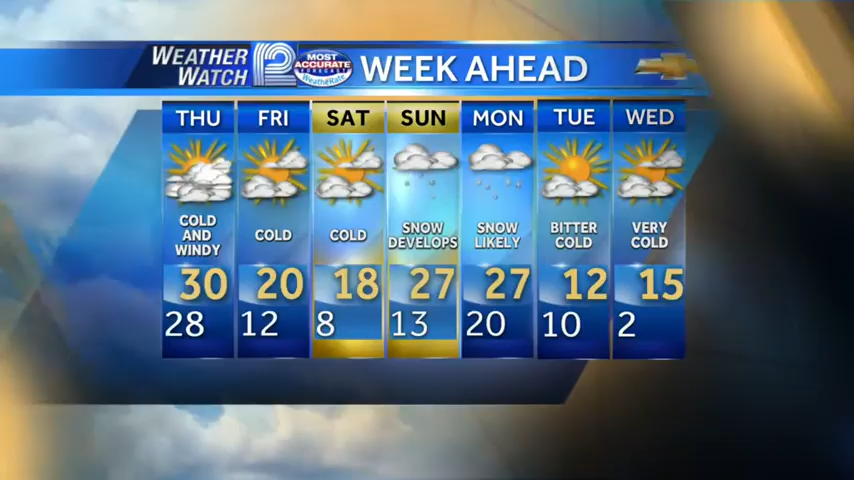 WEATHER
WATCH
12
MOST
ACCURATE
FORECAST
WeatheRate
WEEK AHEAD
THU FRI SAT SUN MON TUE WED
COLD
AND
WINDY
COLD
COLD
SNOW
DEVELOPS
SNOW
LIKELY
BITTER
COLD
VERY
COLD
30 20 18 27 27 12 15
28 12 8 13 20 10 2